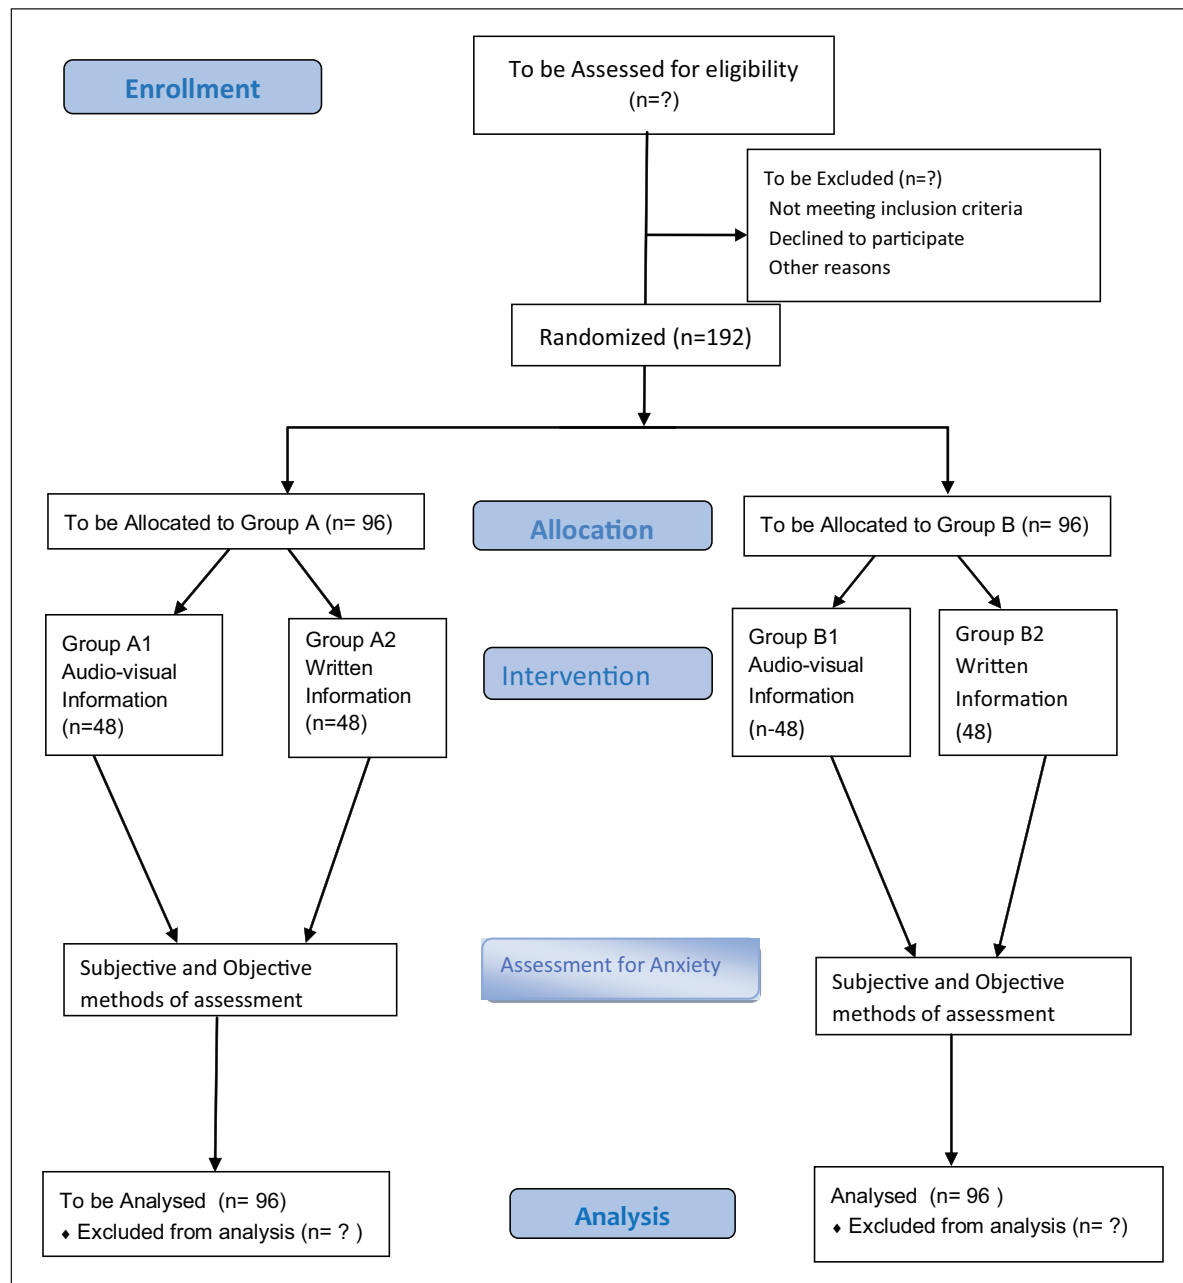 Enrollment
To be Assessed for eligibility
(n=?)
To be Excluded (n=?)
Not meeting inclusion criteria
Declined to participate
Other reasons
Randomized (n=192)
To be Allocated to Group A (n= 96)
Allocation
To be Allocated to Group B (n= 96)
Group A1
Audio-visual
Information
(n=48)
Group A2
Written
Information
(n=48)
Intervention
Group B1
Audio-visual
Information
(n-48)
Group B2
Written
Information
(48)
Subjective and Objective
methods of assessment
Assessment for Anxiety
Subjective and Objective
methods of assessment
To be Analysed (n= 96)
♦ Excluded from analysis (n= ? )
Analysis
Analysed (n= 96 )
♦ Excluded from analysis (n= ?)